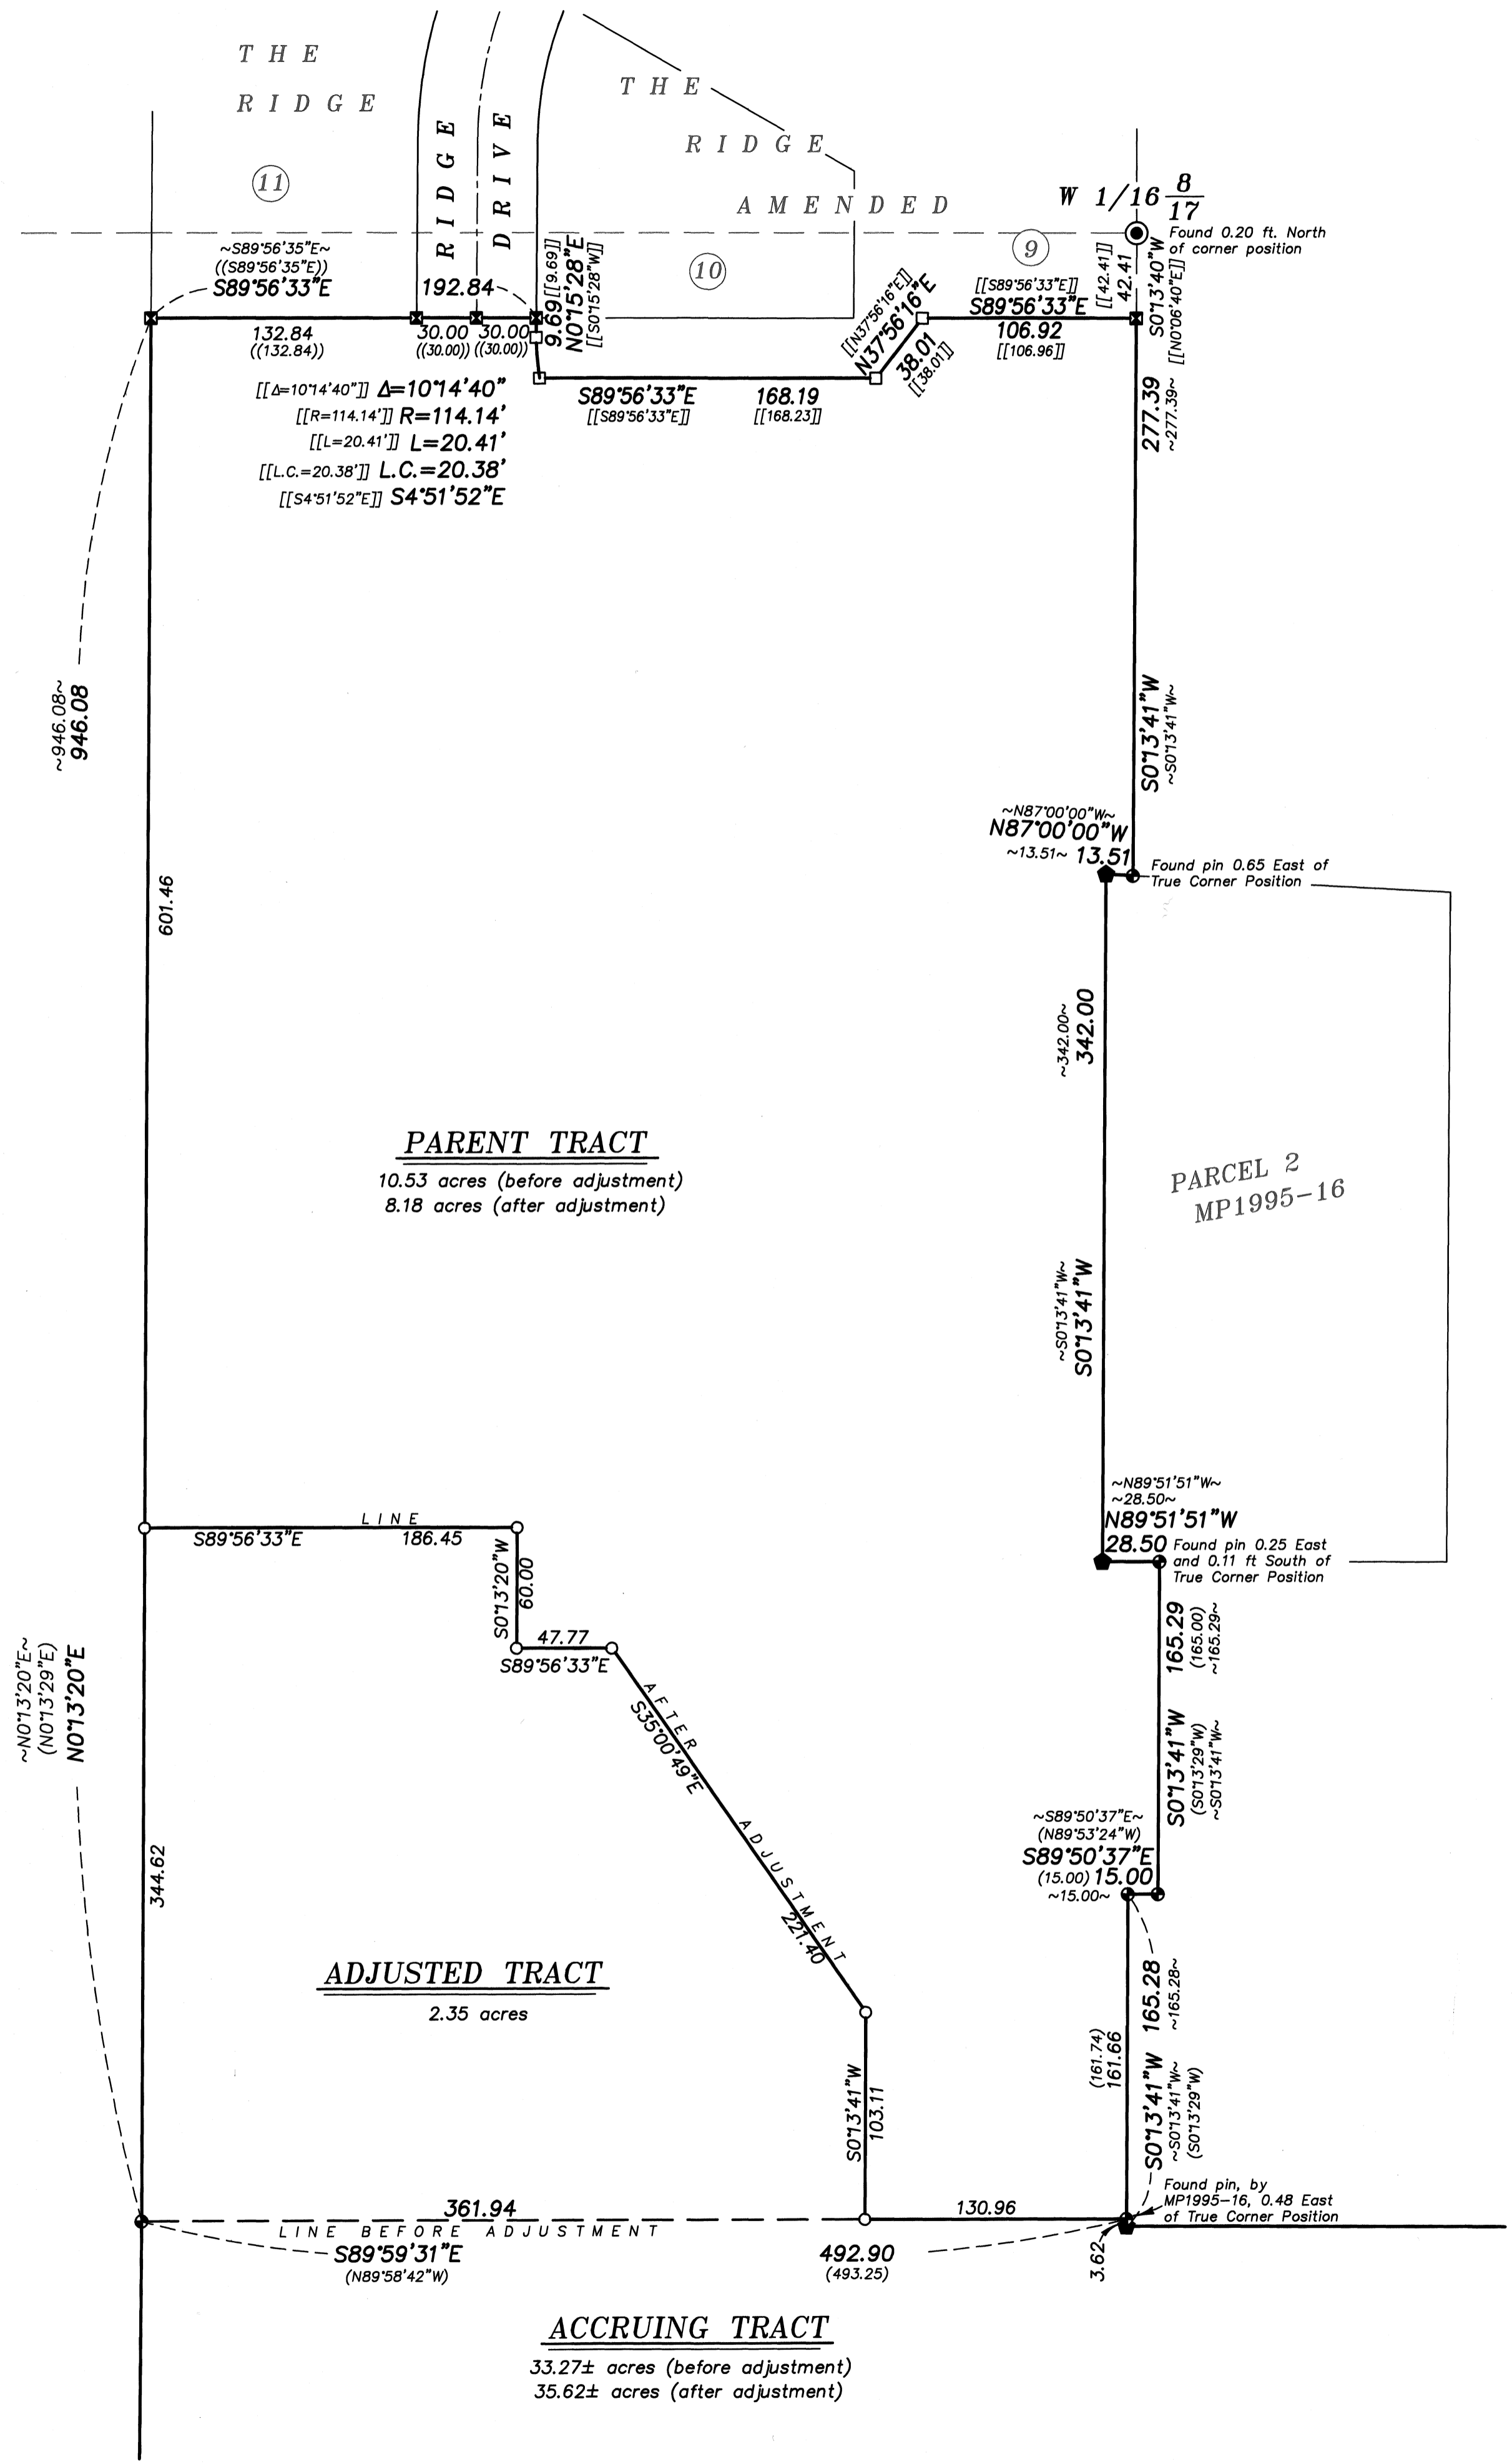 T H E
R I D G E
11
R I D G E
D R I V E
T H E
R I D G E
A M E N D E D
W 1/16 8
17
Found 0.20 ft. North
of corner position
9
10
~S89°56'35"E~
((S89°56'35"E))
S89°56'33"E
192.84
9.69 [[9.69]]
N0°15'28"E
[[S0°15'28"W]]
[[N37°56'16"E]]
N37°56'16"E
38.01
[[38.01]]
[[S89°56'33"E]]
S89°56'33"E
106.92
[[106.96]]
[[42.41]]
42.41
S0°13'40"W
[[N0°06'40"E]]
132.84
((132.84))
30.00
((30.00))
30.00
((30.00))
[[Δ=10°14'40"]] Δ=10°14'40"
[[R=114.14']] R=114.14'
[[L=20.41']] L=20.41'
[[L.C.=20.38']] L.C.=20.38'
[[S4°51'52"E]] S4°51'52"E
S89°56'33"E
[[S89°56'33"E]]
168.19
[[168.23]]
277.39
~277.39~
~946.08~
946.08
S0°13'41"W
~S0°13'41"W~
601.46
~N87°00'00"W~
N87°00'00"W
~13.51~ 13.51
Found pin 0.65 East of
True Corner Position
~342.00~
342.00
PARENT TRACT
10.53 acres (before adjustment)
8.18 acres (after adjustment)
PARCEL 2
MP1995-16
~S0°13'41"W~
S0°13'41"W
~N89°51'51"W~
~28.50~
N89°51'51"W
28.50
Found pin 0.25 East
and 0.11 ft South of
True Corner Position
LINE
S89°56'33"E
186.45
S0°13'20"W
60.00
47.77
S89°56'33"E
165.29
(165.00)
~165.29~
~N0°13'20"E~
(N0°13'29"E)
N0°13'20"E
AFTER
S35°00'49"E
ADJUSTMENT
221.40
S0°13'41"W
(S0°13'29"W)
~S0°13'41"W~
~S89°50'37"E~
(N89°53'24"W)
S89°50'37"E
(15.00) 15.00
~15.00~
344.62
ADJUSTED TRACT
2.35 acres
165.28
~165.28~
(161.74)
161.66
S0°13'41"W
103.11
S0°13'41"W
~S0°13'41"W~
(S0°13'29"W)
Found pin, by
MP1995-16, 0.48 East
of True Corner Position
361.94
LINE BEFORE ADJUSTMENT
130.96
S89°59'31"E
(N89°58'42"W)
492.90
(493.25)
3.62
ACCRUING TRACT
33.27± acres (before adjustment)
35.62± acres (after adjustment)